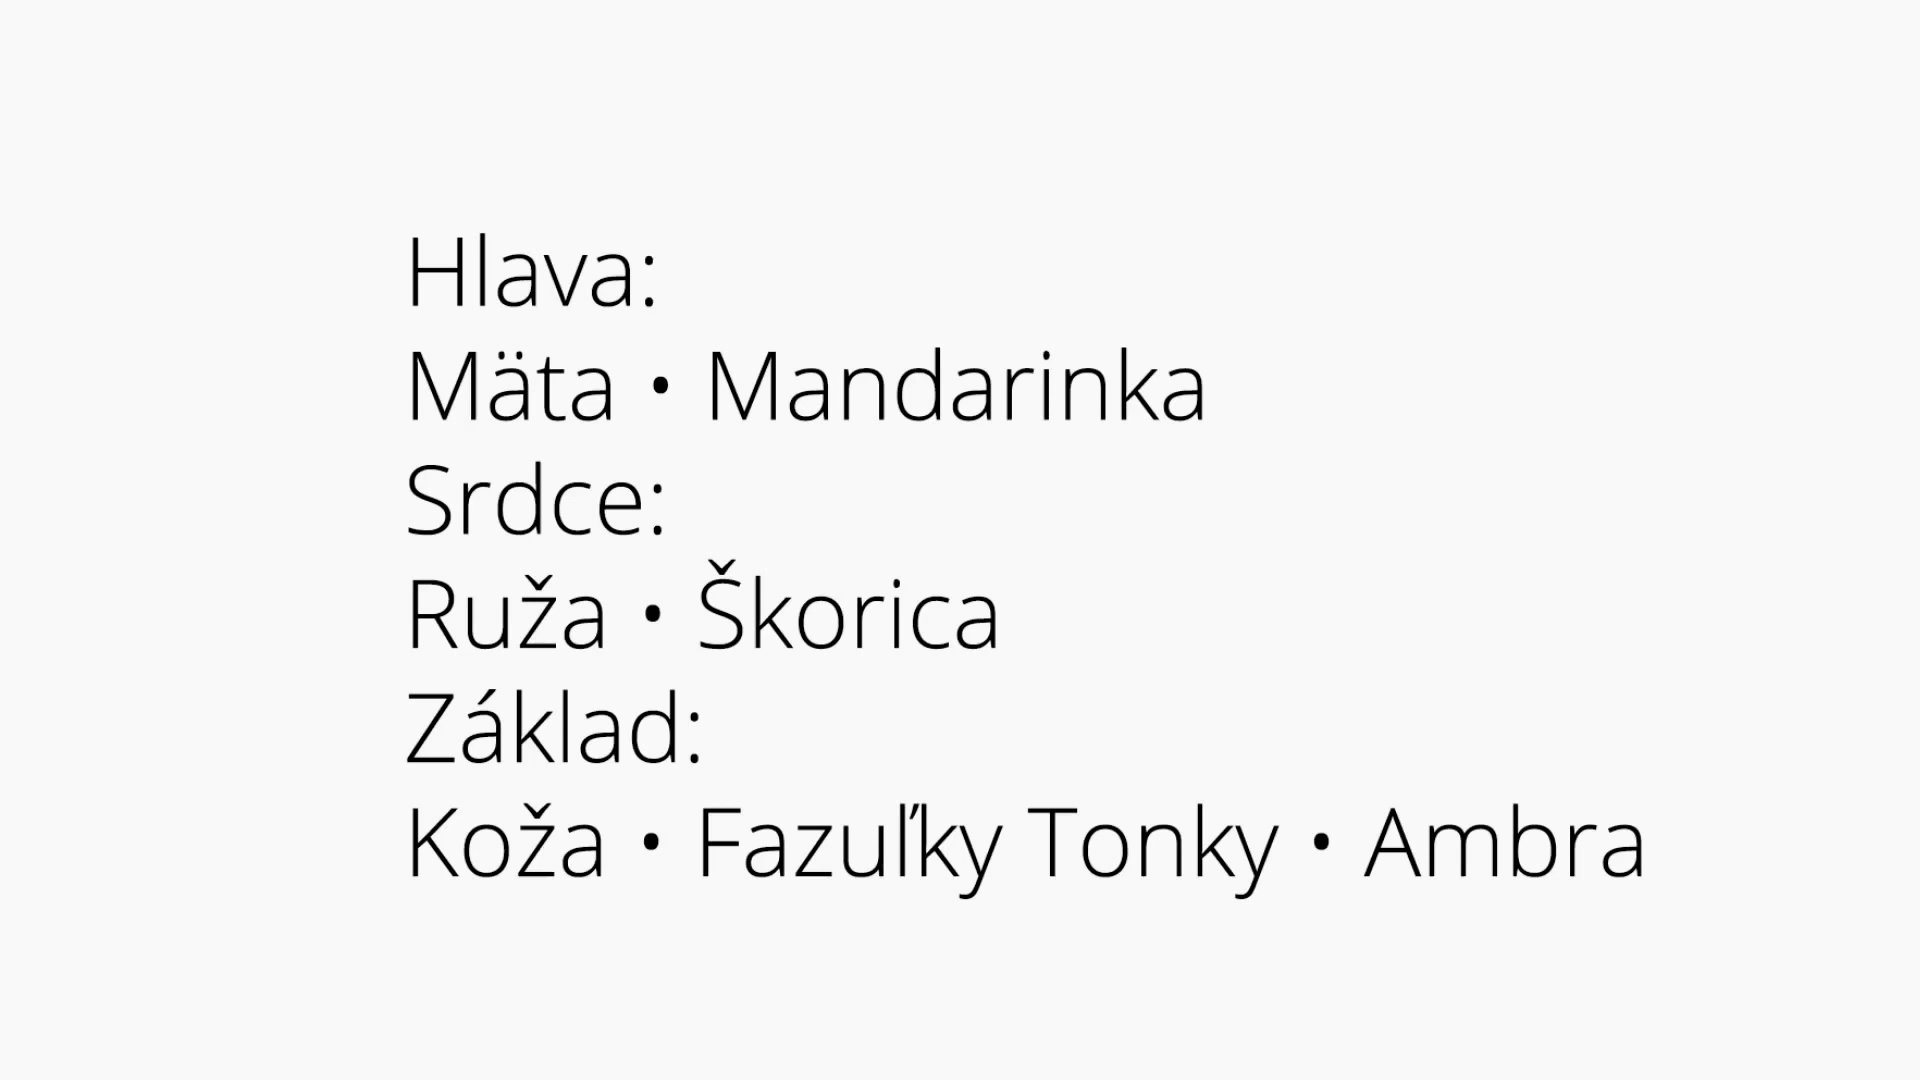 Hlava:
Mäta • Mandarinka
Srdce:
Ruža • Škorica
Základ:
Koža • Fazuľky Tonky • Ambra